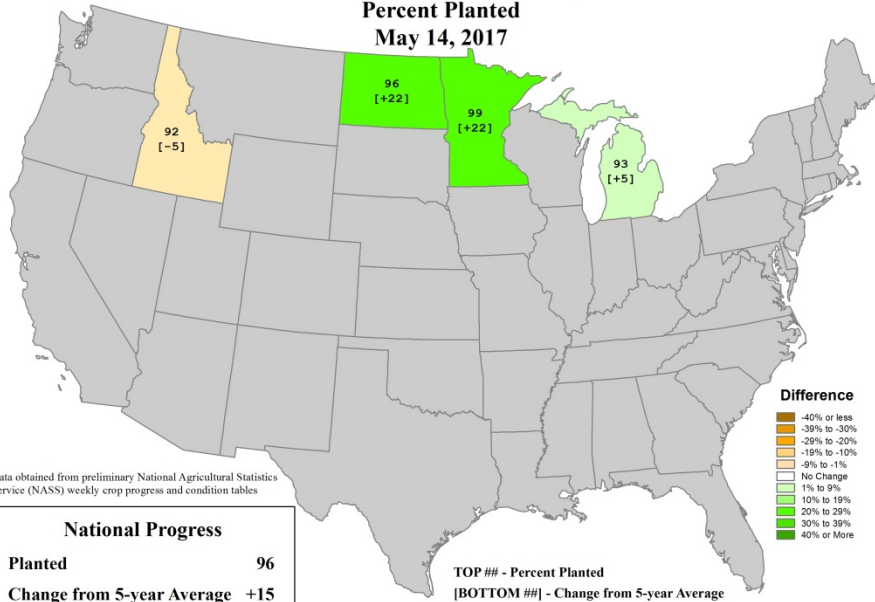 Percent Planted
May 14, 2017
96
[+22]
99
[+22]
92
[-5]
93
[+5]
Difference
-40% or less
-39% to -30%
-29% to -20%
-19% to -10%
-9% to -1%
No Change
1% to 9%
10% to 19%
20% to 29%
30% to 39%
40% or More
ata obtained from preliminary National Agricultural Statistics
ervice (NASS) weekly crop progress and condition tables
National Progress
Planted 96
Change from 5-year Average +15
TOP ## - Percent Planted
[BOTTOM ##] - Change from 5-year Average